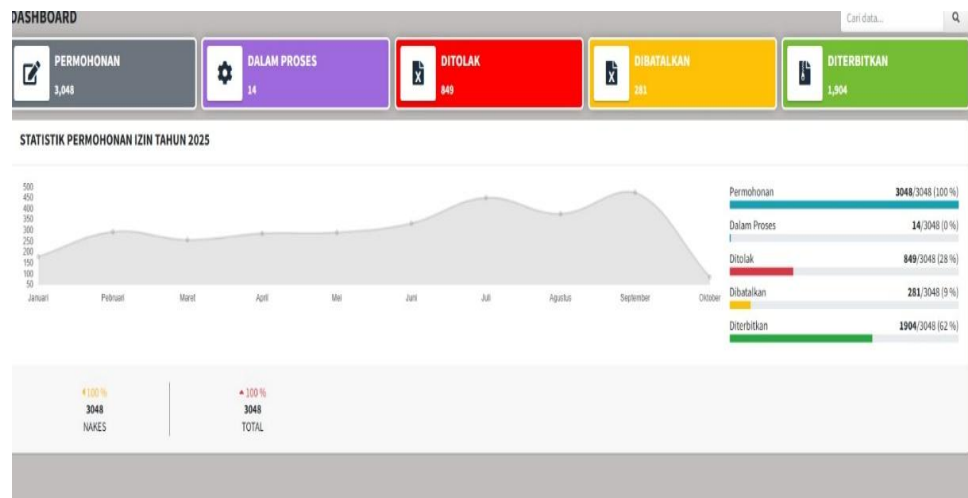 DASHBOARD
Cari data...
PERMOHONAN
3,048
DALAM PROSES
14
DITOLAK
849
DIBATALKAN
281
DITERBITKAN
1,904
STATISTIK PERMOHONAN IZIN TAHUN 2025
500
450
400
350
300
250
200
150
100
50
Januari Pebruari Maret April Mei Juni Juli Agustus September Oktober
Permohonan 3048/3048 (100 %)
Dalam Proses 14/3048 (0 %)
Ditolak 849/3048 (28 %)
Dibatalkan 281/3048 (9 %)
Diterbitkan 1904/3048 (62 %)
100 %
3048
NAKES
100 %
3048
TOTAL